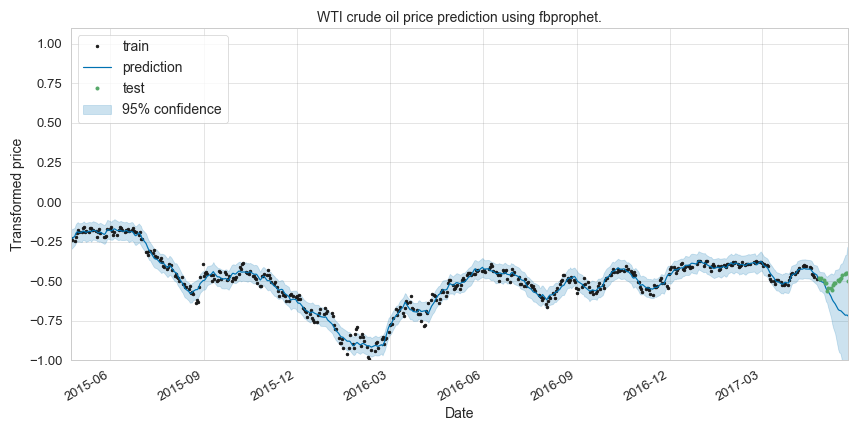 WTI crude oil price prediction using fbprophet.
train
prediction
test
95% confidence
Transformed price
1.00
0.75
0.50
0.25
0.00
−0.25
−0.50
−0.75
−1.00
2015-06
2015-09
2015-12
2016-03
2016-06
2016-09
2016-12
2017-03
Date